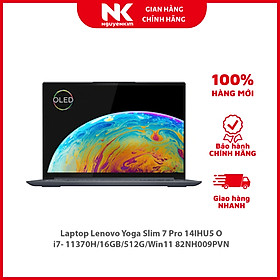 NK
NGUYENKIM
GIAN HÀNG
CHÍNH HÃNG
OLED
100%
HÀNG MỚI
Bảo hành
CHÍNH HÃNG
GIAO HÀNG
NHANH
Laptop Lenovo Yoga Slim 7 Pro 14IHU5 O
i7- 11370H/16GB/512G/Win11 82NH009PVN